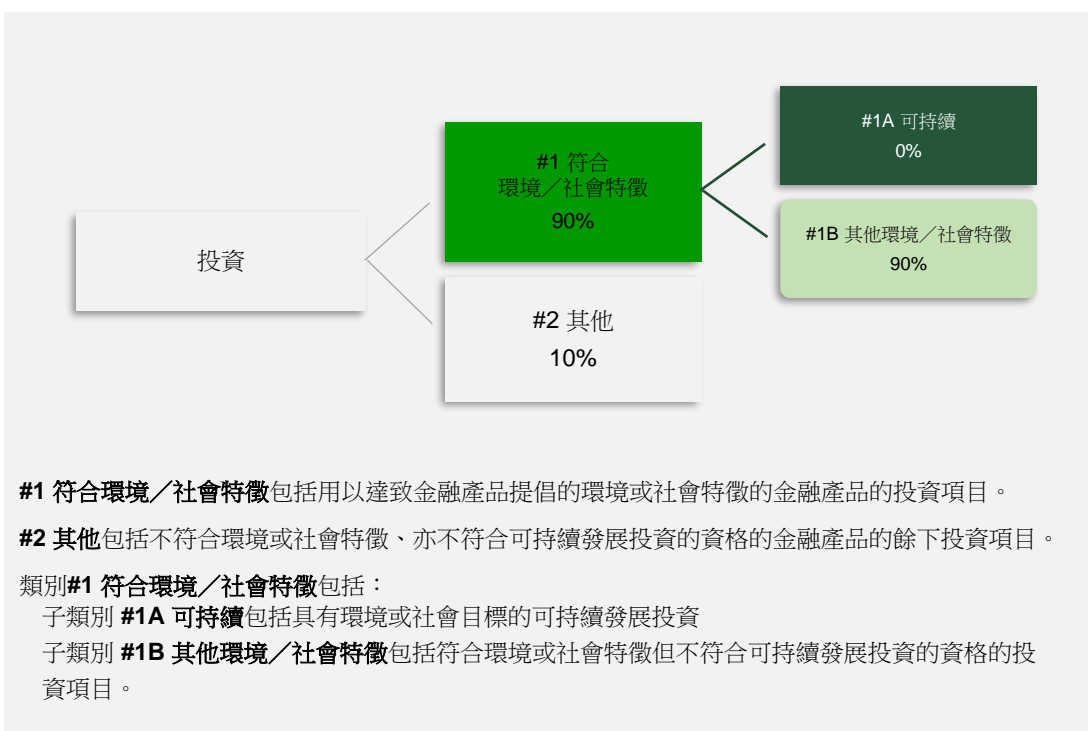 投資
#1 符合
環境／社會特徵
90%
#2 其他
10%
#1A 可持續
0%
#1B 其他環境／社會特徵
90%
#1 符合環境／社會特徵包括用以達致金融產品提倡的環境或社會特徵的金融產品的投資項目。
#2 其他包括不符合環境或社會特徵、亦不符合可持續發展投資的資格的金融產品的餘下投資項目。
類別#1 符合環境／社會特徵包括：
子類別 #1A 可持續包括具有環境或社會目標的可持續發展投資
子類別 #1B 其他環境／社會特徵包括符合環境或社會特徵但不符合可持續發展投資的資格的投
資項目。